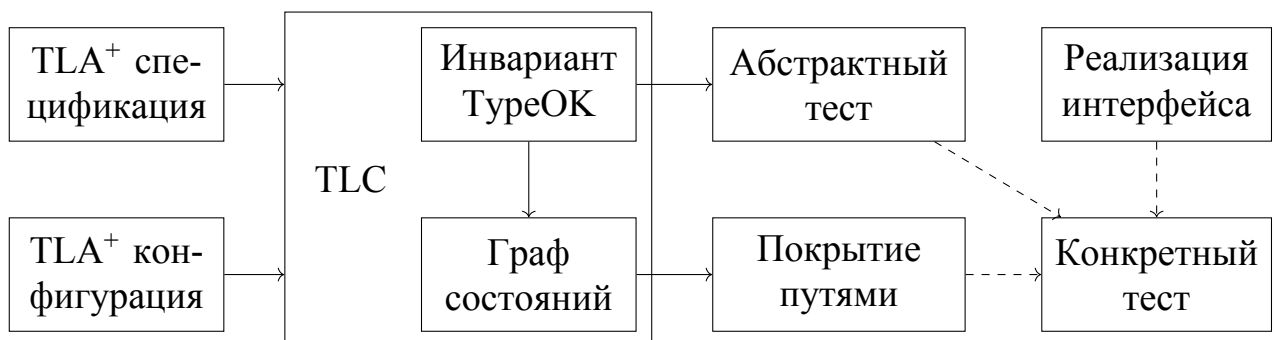 TLA+ спе-
цификация
Инвариант
TypeOK
Абстрактный
тест
Реализация
интерфейса
TLC
TLA+ кон-
фигурация
Граф
состояний
Покрытие
путями
Конкретный
тест